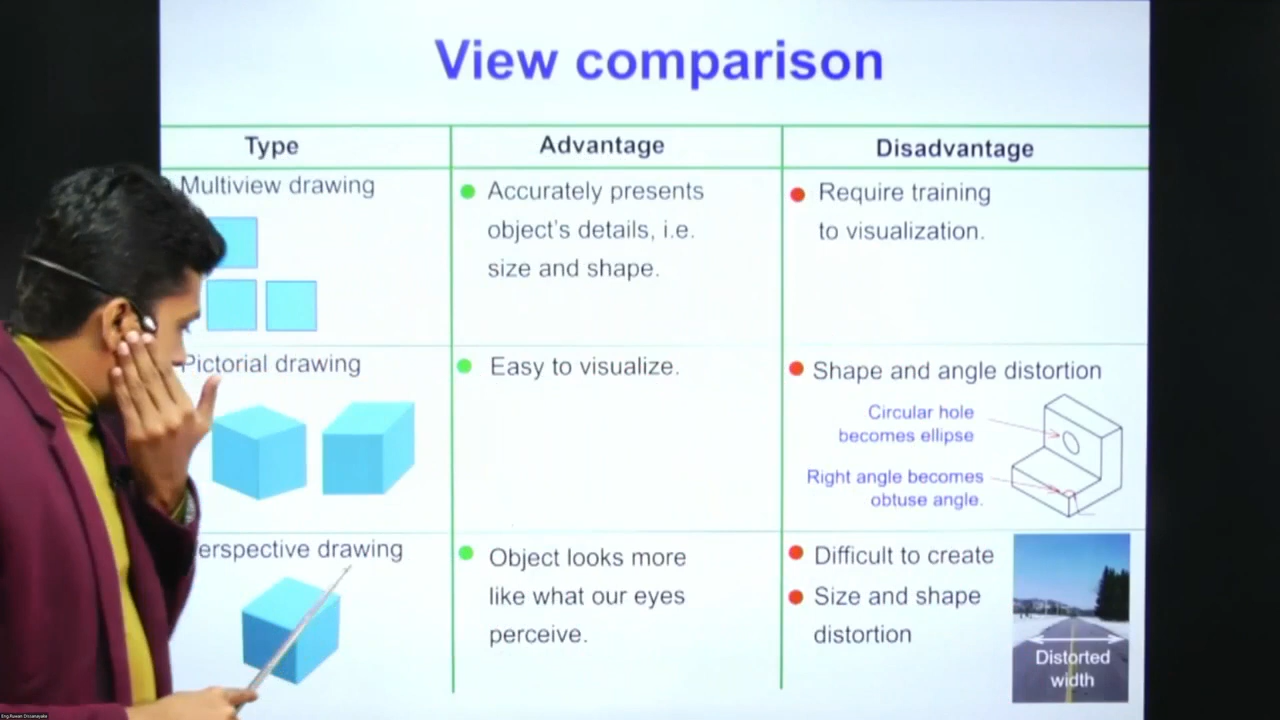 View comparison
Type
Advantage
Disadvantage
Multiview drawing
Accurately presents
object's details, i.e.
size and shape.
Require training
to visualization.
Pictorial drawing
Easy to visualize.
Shape and angle distortion
Circular hole
becomes ellipse
Right angle becomes
obtuse angle.
erspective drawing
Object looks more
like what our eyes
perceive.
Difficult to create
Size and shape
distortion
Distorted
width